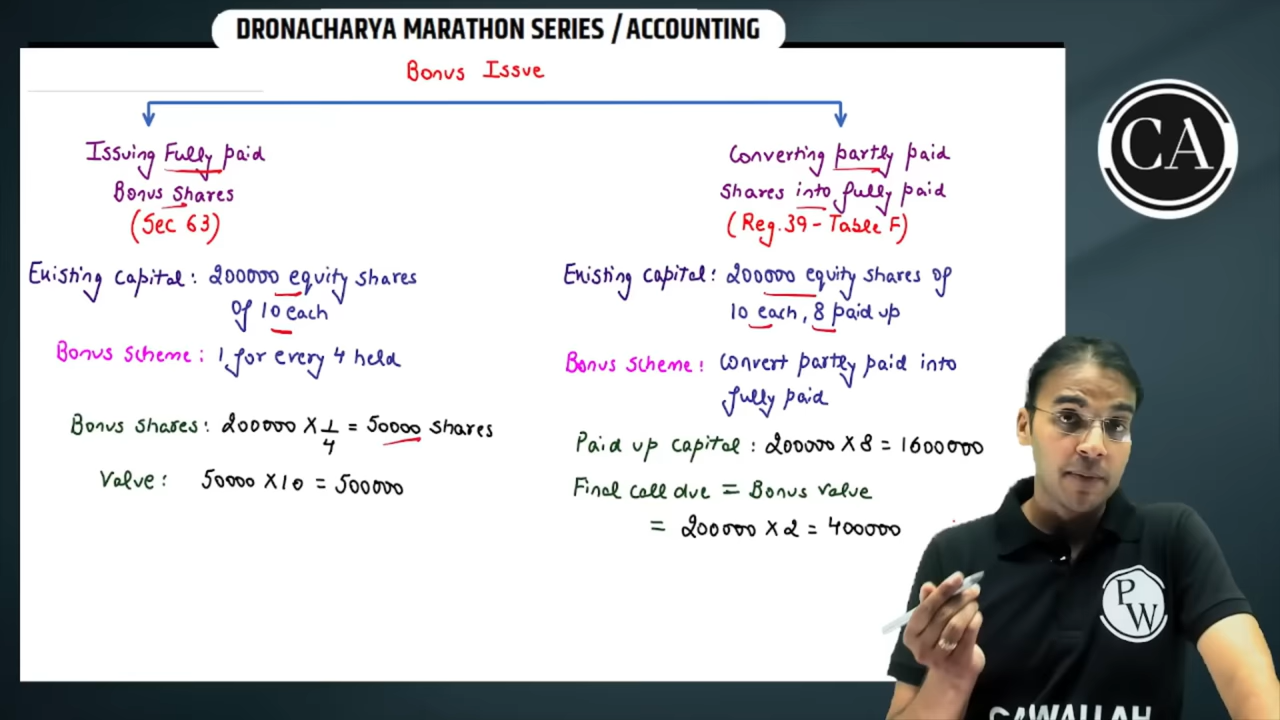 DRONACHARYA MARATHON SERIES / ACCOUNTING
Bonus Issue
Issuing Fully paid
Bonus shares
(Sec 63)
Existing capital: 200000 equity shares
of 10 each
Bonus scheme: 1 for every 4 held
Bonus shares: 200000 × 1/4 = 50000 shares
Value: 50000 × 10 = 500000
Converting partly paid
shares into fully paid
(Reg. 39 - Table F)
Existing capital: 200000 equity shares of
10 each, 8 paid up
Bonus scheme: Convert partly paid into
fully paid
Paid up capital: 200000 × 8 = 1600000
Final call due = Bonus value
= 200000 × 2 = 400000
CA
PW
CAWALLAH